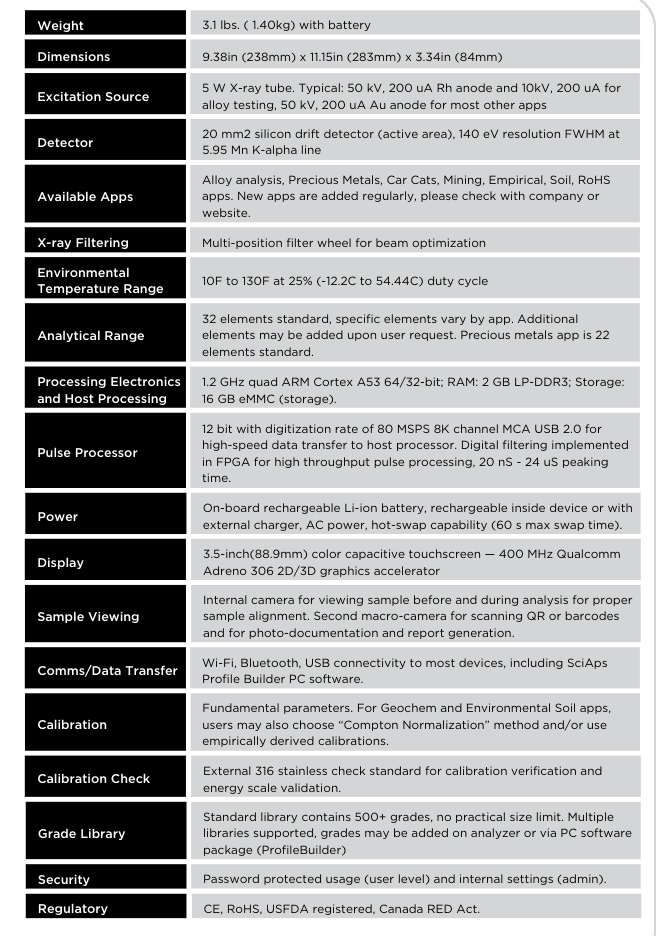 Weight
3.1 lbs. ( 1.40kg) with battery
Dimensions
9.38in (238mm) x 11.15in (283mm) x 3.34in (84mm)
Excitation Source
5 W X-ray tube. Typical: 50 kV, 200 uA Rh anode and 10kV, 200 uA for
alloy testing, 50 kV, 200 uA Au anode for most other apps
Detector
20 mm2 silicon drift detector (active area), 140 eV resolution FWHM at
5.95 Mn K-alpha line
Available Apps
Alloy analysis, Precious Metals, Car Cats, Mining, Empirical, Soil, RoHS
apps. New apps are added regularly, please check with company or
website.
X-ray Filtering
Multi-position filter wheel for beam optimization
Environmental
Temperature Range
10F to 130F at 25% (-12.2C to 54.44C) duty cycle
Analytical Range
32 elements standard, specific elements vary by app. Additional
elements may be added upon user request. Precious metals app is 22
elements standard.
Processing Electronics
and Host Processing
1.2 GHz quad ARM Cortex A53 64/32-bit; RAM: 2 GB LP-DDR3; Storage:
16 GB eMMC (storage).
Pulse Processor
12 bit with digitization rate of 80 MSPS 8K channel MCA USB 2.0 for
high-speed data transfer to host processor. Digital filtering implemented
in FPGA for high throughput pulse processing, 20 nS - 24 uS peaking
time.
Power
On-board rechargeable Li-ion battery, rechargeable inside device or with
external charger, AC power, hot-swap capability (60 s max swap time).
Display
3.5-inch(88.9mm) color capacitive touchscreen — 400 MHz Qualcomm
Adreno 306 2D/3D graphics accelerator
Sample Viewing
Internal camera for viewing sample before and during analysis for proper
sample alignment. Second macro-camera for scanning QR or barcodes
and for photo-documentation and report generation.
Comms/Data Transfer
Wi-Fi, Bluetooth, USB connectivity to most devices, including SciAps
Profile Builder PC software.
Calibration
Fundamental parameters. For Geochem and Environmental Soil apps,
users may also choose “Compton Normalization” method and/or use
empirically derived calibrations.
Calibration Check
External 316 stainless check standard for calibration verification and
energy scale validation.
Grade Library
Standard library contains 500+ grades, no practical size limit. Multiple
libraries supported, grades may be added on analyzer or via PC software
package (ProfileBuilder)
Security
Password protected usage (user level) and internal settings (admin).
Regulatory
CE, RoHS, USFDA registered, Canada RED Act.